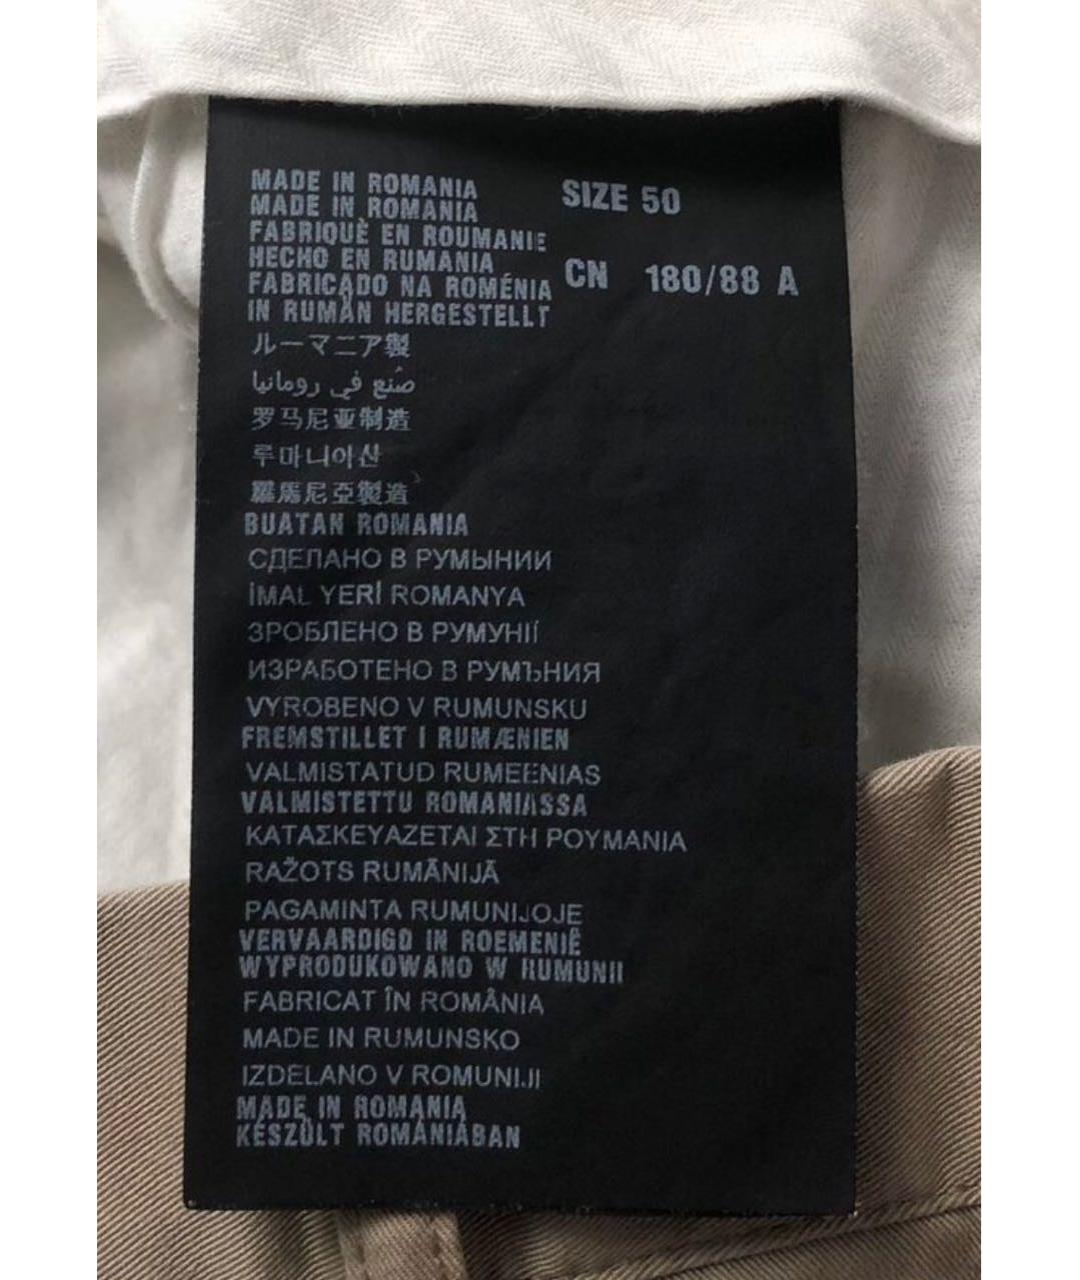 MADE IN ROMANIA
MADE IN ROMANIA
FABRIQUÈ EN ROUMANIE
HECHO EN RUMANIA
FABRICADO NA ROMÉNIA
IN RUMÄN HERGESTELLT
SIZE 50
CN 180/88 A
ルーマニア製
صُنع في رومانيا
罗马尼亚制造
루마니아산
羅馬尼亞製造
BUATAN ROMANIA
СДЕЛАНО В РУМЫНИИ
İMAL YERİ ROMANYA
ЗРОБЛЕНО В РУМУНІЇ
ИЗРАБОТЕНО В РУМЪНИЯ
VYROBENO V RUMUNSKU
FREMSTILLET I RUMÆNIEN
VALMISTATUD RUMEENIAS
VALMISTETTU ROMANIASSA
ΚΑΤΑΣΚΕΥΑΖΕΤΑΙ ΣΤΗ ΡΟΥΜΑΝΙΑ
RAŽOTS RUMĀNIJĀ
PAGAMINTA RUMUNIJOJE
VERVAARDIGD IN ROEMENIË
WYPRODUKOWANO W RUMUNII
FABRICAT ÎN ROMÂNIA
MADE IN RUMUNSKO
IZDELANO V ROMUNIJI
MADE IN ROMANIA
KÉSZÜLT ROMÁNIÁBAN